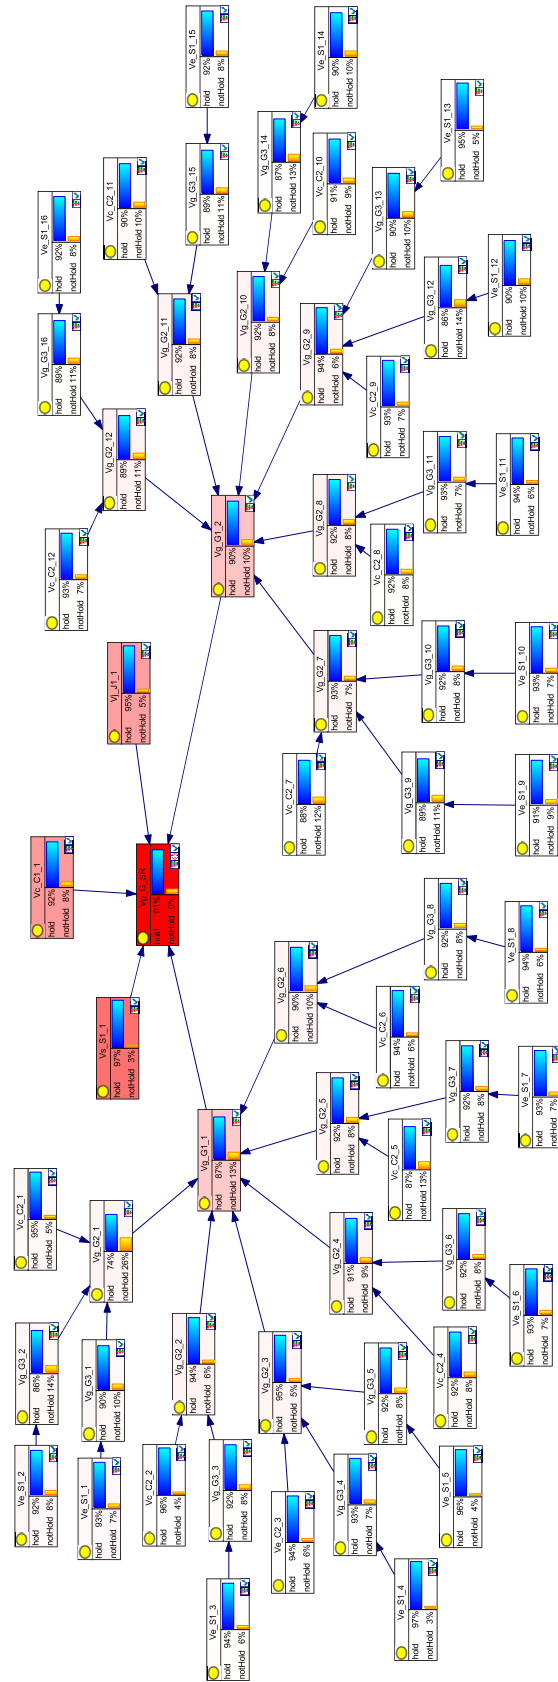 Ve_S1_2
hold 92%
notHold 8%
Vg_G3_2
hold 86%
notHold 14%
Vc_C2_1
hold 95%
notHold 5%
Vc_C1_1
hold 92%
notHold 8%
Vc_C2_12
hold 93%
notHold 7%
Vg_G3_16
hold 89%
notHold 11%
Ve_S1_16
hold 92%
notHold 8%
Ve_S1_1
hold 93%
notHold 7%
Vg_G3_1
hold 90%
notHold 10%
Vg_G2_1
hold 74%
notHold 26%
Vs_S1_1
hold 97%
notHold 3%
Vj_J1_1
hold 95%
notHold 5%
Vg_G2_12
hold 89%
notHold 11%
Vc_C2_11
hold 90%
notHold 10%
Vc_C2_2
hold 96%
notHold 4%
Vg_G2_2
hold 94%
notHold 6%
Vg_G_SR
hold 91%
notHold 9%
Vg_G2_11
hold 92%
notHold 8%
Vg_G3_15
hold 89%
notHold 11%
Ve_S1_15
hold 92%
notHold 8%
Ve_S1_3
hold 94%
notHold 6%
Vg_G3_3
hold 92%
notHold 8%
Vg_G1_1
hold 87%
notHold 13%
Vg_G1_2
hold 90%
notHold 10%
Vg_G2_10
hold 92%
notHold 8%
Vg_G3_14
hold 87%
notHold 13%
Ve_S1_14
hold 90%
notHold 10%
Ve_C2_3
hold 94%
notHold 6%
Vg_G2_3
hold 95%
notHold 5%
Vg_G2_6
hold 90%
notHold 10%
Vc_C2_7
hold 88%
notHold 12%
Vg_G2_7
hold 93%
notHold 7%
Vg_G2_8
hold 92%
notHold 8%
Vg_G2_9
hold 94%
notHold 6%
Vc_C2_10
hold 91%
notHold 9%
Vg_G3_4
hold 93%
notHold 7%
Vg_G3_5
hold 92%
notHold 8%
Vg_G2_4
hold 91%
notHold 9%
Vg_G2_5
hold 92%
notHold 8%
Vc_C2_6
hold 94%
notHold 6%
Vc_C2_8
hold 92%
notHold 8%
Vc_C2_9
hold 93%
notHold 7%
Vg_G3_13
hold 90%
notHold 10%
Ve_S1_4
hold 97%
notHold 3%
Ve_S1_5
hold 96%
notHold 4%
Vc_C2_4
hold 92%
notHold 8%
Vg_G3_6
hold 92%
notHold 8%
Vc_C2_5
hold 87%
notHold 13%
Vg_G3_7
hold 92%
notHold 8%
Vg_G3_8
hold 92%
notHold 8%
Vg_G3_9
hold 89%
notHold 11%
Vg_G3_10
hold 92%
notHold 8%
Vg_G3_11
hold 93%
notHold 7%
Vg_G3_12
hold 86%
notHold 14%
Ve_S1_13
hold 95%
notHold 5%
Ve_S1_6
hold 93%
notHold 7%
Ve_S1_7
hold 93%
notHold 7%
Ve_S1_8
hold 94%
notHold 6%
Ve_S1_9
hold 91%
notHold 9%
Ve_S1_10
hold 93%
notHold 7%
Ve_S1_11
hold 94%
notHold 6%
Ve_S1_12
hold 90%
notHold 10%